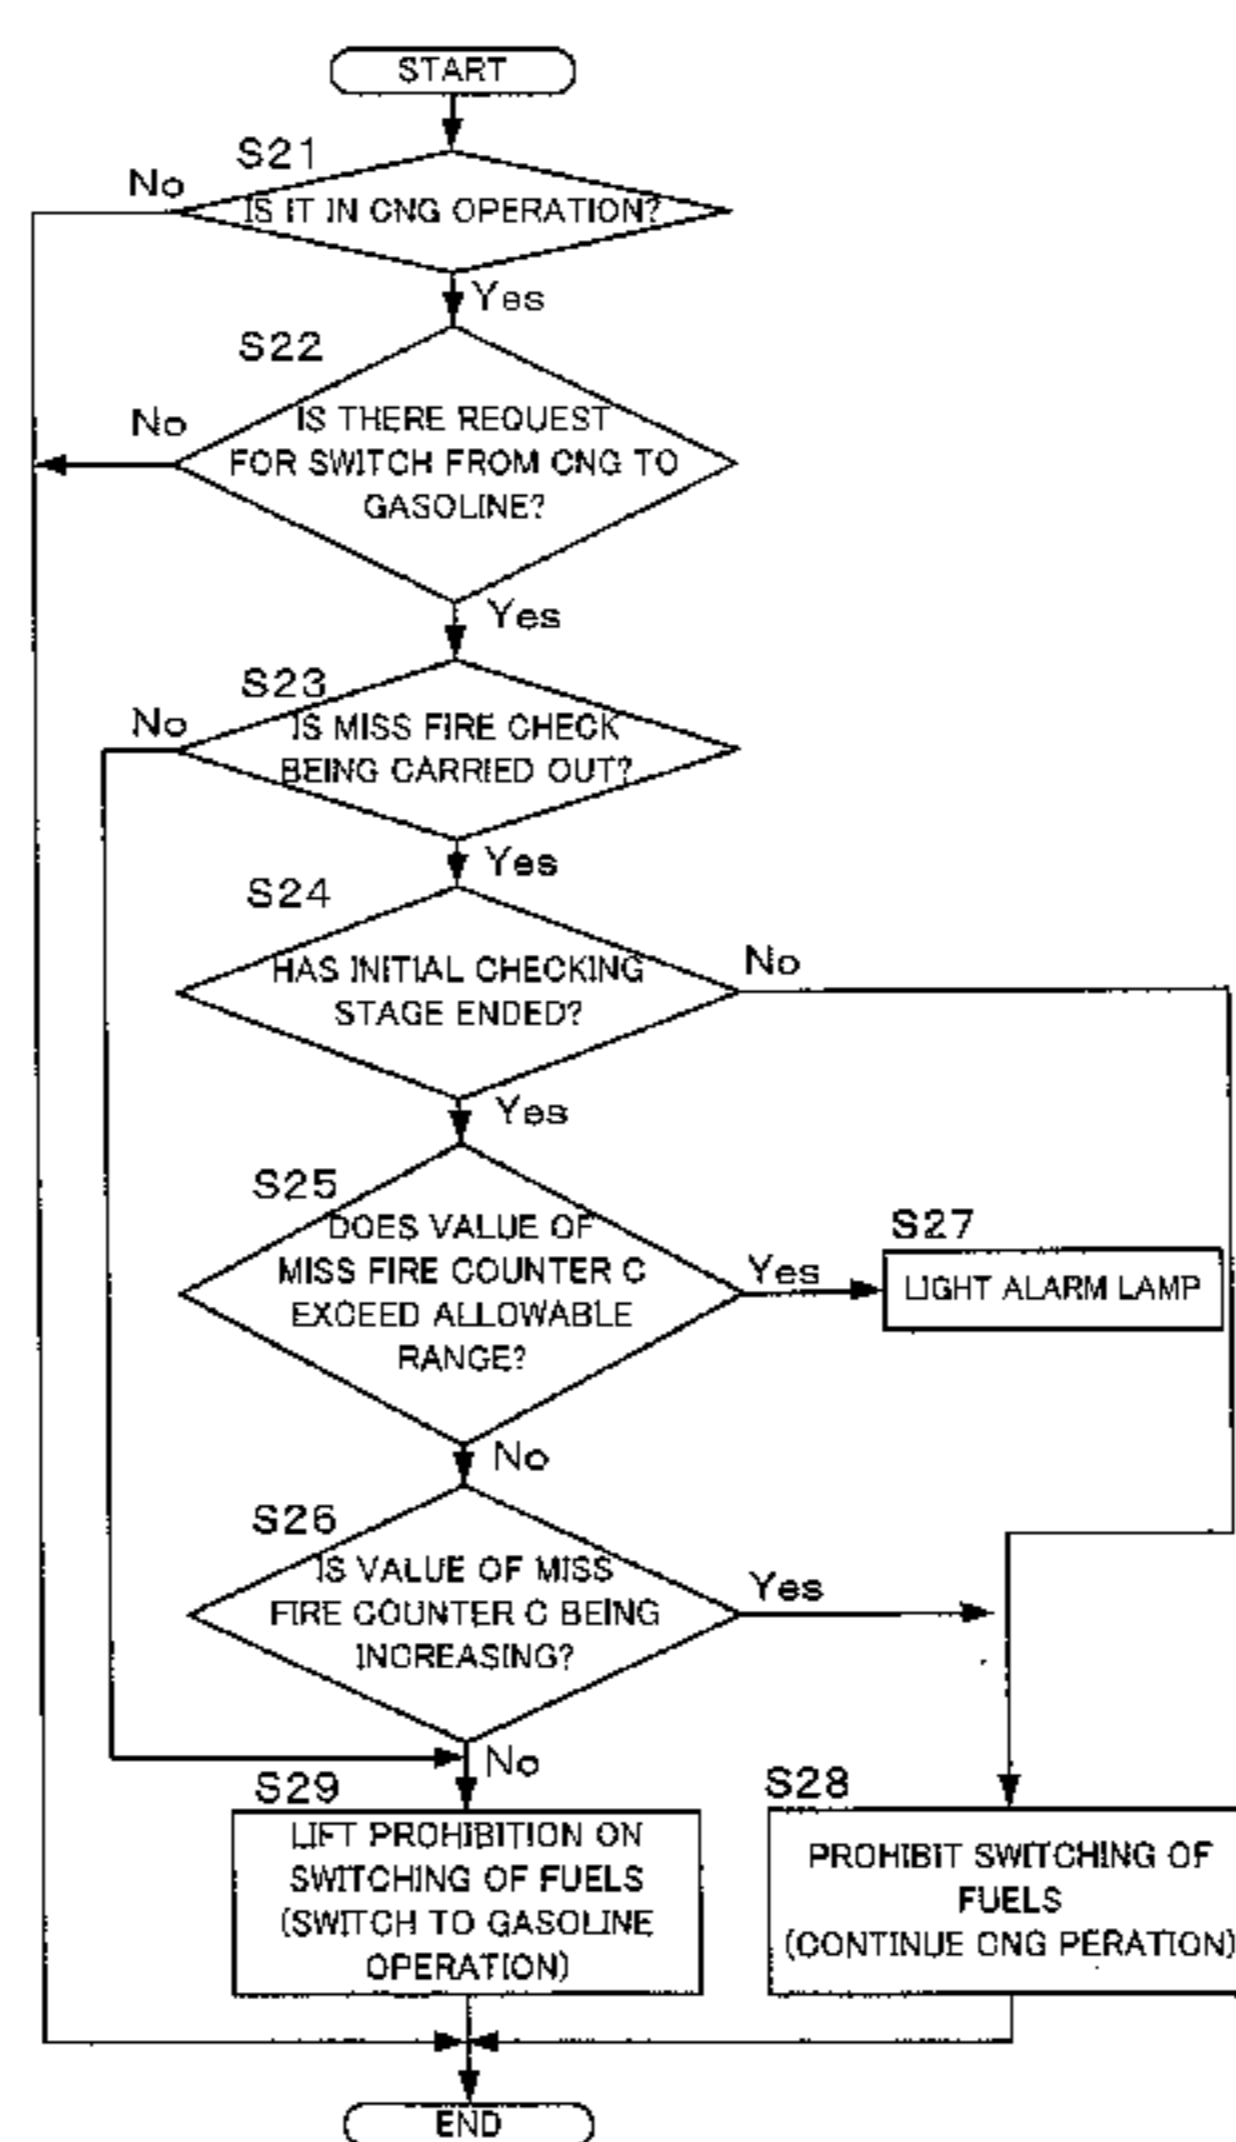 START
S21
No
IS IT IN CNG OPERATION?
Yes
S22
No
IS THERE REQUEST
FOR SWITCH FROM CNG TO
GASOLINE?
Yes
S23
No
IS MISS FIRE CHECK
BEING CARRIED OUT?
Yes
S24
HAS INITIAL CHECKING
STAGE ENDED?
No
Yes
S25
DOES VALUE OF
MISS FIRE COUNTER C
EXCEED ALLOWABLE
RANGE?
Yes
S27
LIGHT ALARM LAMP
No
S26
IS VALUE OF MISS
FIRE COUNTER C BEING
INCREASING?
Yes
No
S29
LIFT PROHIBITION ON
SWITCHING OF FUELS
(SWITCH TO GASOLINE
OPERATION)
S28
PROHIBIT SWITCHING OF
FUELS
(CONTINUE CNG PERATION)
END